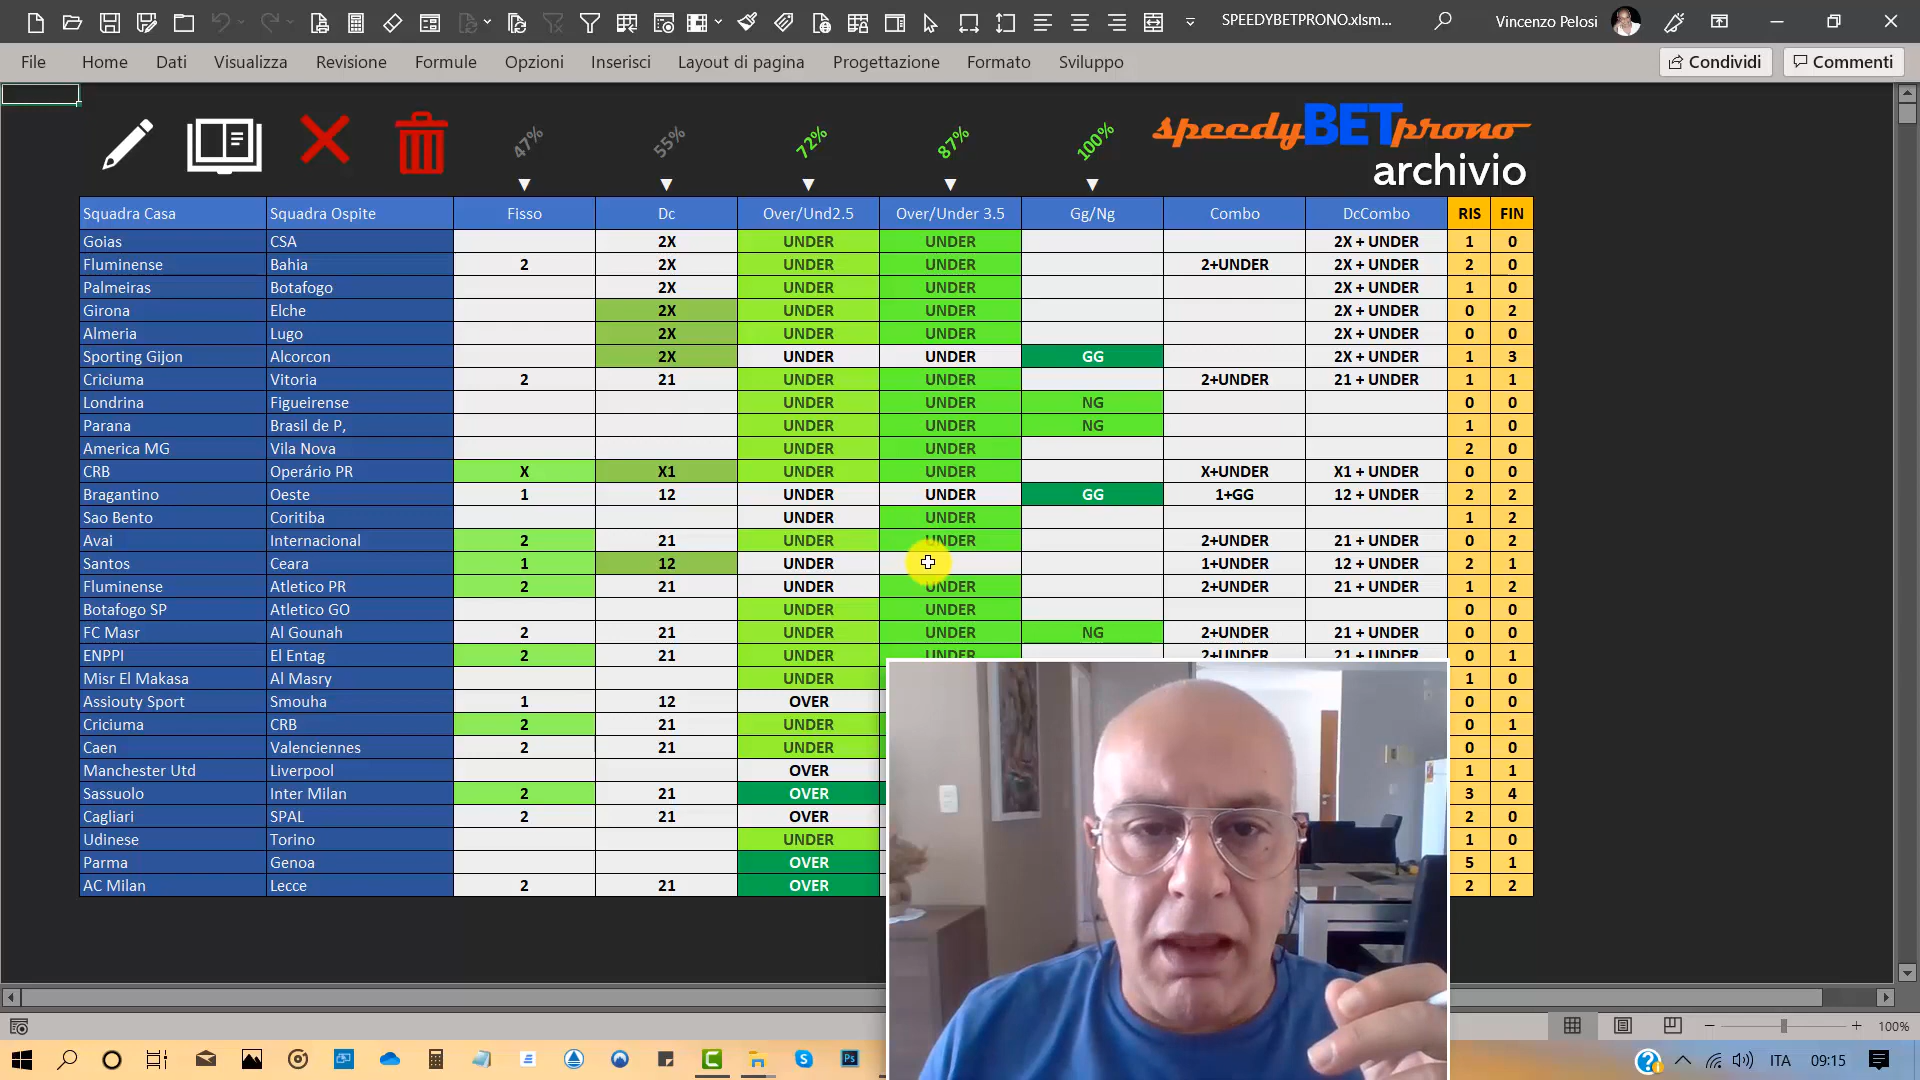 SPEEDYBETPRONO.xlsm... Vincenzo Pelosi
File Home Dati Visualizza Revisione Formule Opzioni Inserisci Layout di pagina Progettazione Formato Sviluppo Condividi Commenti
47% 55% 72% 87% 100% speedyBETprono
archivio
Squadra Casa Squadra Ospite Fisso Dc Over/Und2.5 Over/Under 3.5 Gg/Ng Combo DcCombo RIS FIN
Goias CSA 2X UNDER UNDER 2X + UNDER 1 0
Fluminense Bahia 2 2X UNDER UNDER 2+UNDER 2X + UNDER 2 0
Palmeiras Botafogo 2X UNDER UNDER 2X + UNDER 1 0
Girona Elche 2X UNDER UNDER 2X + UNDER 0 2
Almeria Lugo 2X UNDER UNDER 2X + UNDER 0 0
Sporting Gijon Alcorcon 2X UNDER UNDER GG 2X + UNDER 1 3
Criciuma Vitoria 2 21 UNDER UNDER 2+UNDER 21 + UNDER 1 1
Londrina Figueirense UNDER UNDER NG 0 0
Parana Brasil de P, UNDER UNDER NG 1 0
America MG Vila Nova UNDER UNDER 2 0
CRB Operário PR X X1 UNDER UNDER X+UNDER X1 + UNDER 0 0
Bragantino Oeste 1 12 UNDER UNDER GG 1+GG 12 + UNDER 2 2
Sao Bento Coritiba UNDER UNDER 1 2
Avai Internacional 2 21 UNDER UNDER 2+UNDER 21 + UNDER 0 2
Santos Ceara 1 12 UNDER 1+UNDER 12 + UNDER 2 1
Fluminense Atletico PR 2 21 UNDER UNDER 2+UNDER 21 + UNDER 1 2
Botafogo SP Atletico GO UNDER UNDER 0 0
FC Masr Al Gounah 2 21 UNDER UNDER NG 2+UNDER 21 + UNDER 0 0
ENPPI El Entag 2 21 UNDER UNDER 2+UNDER 21 + UNDER 0 1
Misr El Makasa Al Masry UNDER 1 0
Assiouty Sport Smouha 1 12 OVER 0 0
Criciuma CRB 2 21 UNDER 0 1
Caen Valenciennes 2 21 UNDER 0 0
Manchester Utd Liverpool OVER 1 1
Sassuolo Inter Milan 2 21 OVER 3 4
Cagliari SPAL 2 21 OVER 2 0
Udinese Torino UNDER 1 0
Parma Genoa OVER 5 1
AC Milan Lecce 2 21 OVER 2 2
100%
ITA 09:15